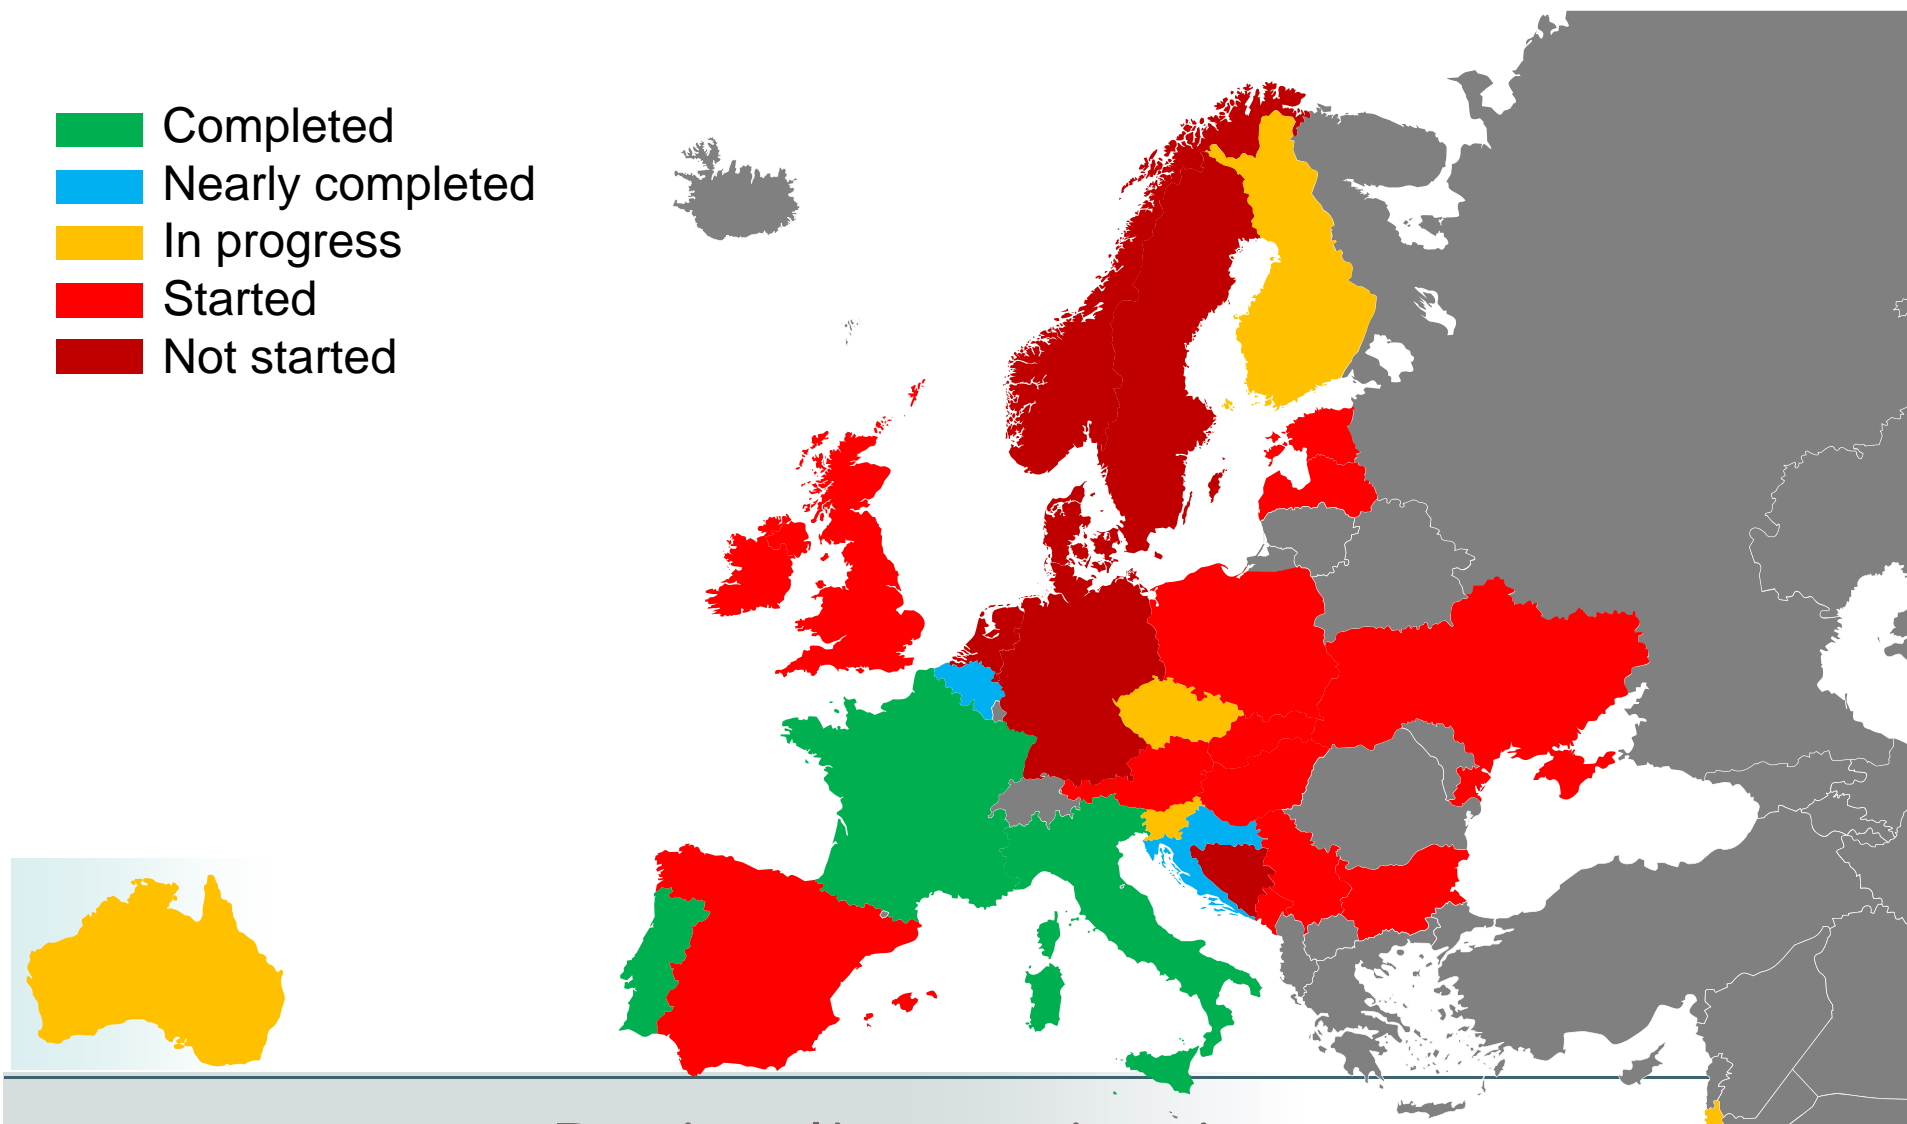 Completed
Nearly completed
In progress
Started
Not started